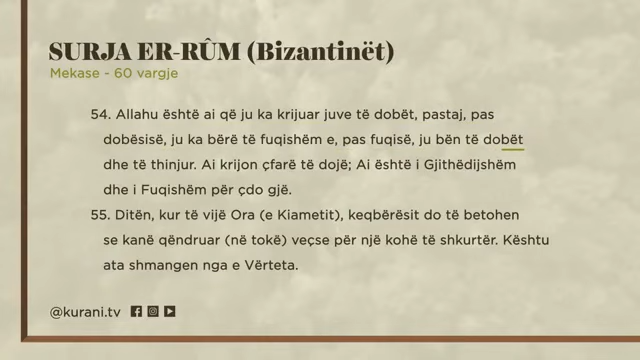 SURJA ER-RÛM (Bizantinët)
Mekase - 60 vargje
54. Allahu është ai që ju ka krijuar juve të dobët, pastaj, pas
dobësisë, ju ka bërë të fuqishëm e, pas fuqisë, ju bën të dobët
dhe të thinjur. Ai krijon çfarë të dojë; Ai është i Gjithëdijshëm
dhe i Fuqishëm për çdo gjë.
55. Ditën, kur të vijë Ora (e Kiametit), keqbërësit do të betohen
se kanë qëndruar (në tokë) veçse për një kohë të shkurtër. Kështu
ata shmangen nga e Vërteta.
@kurani.tv